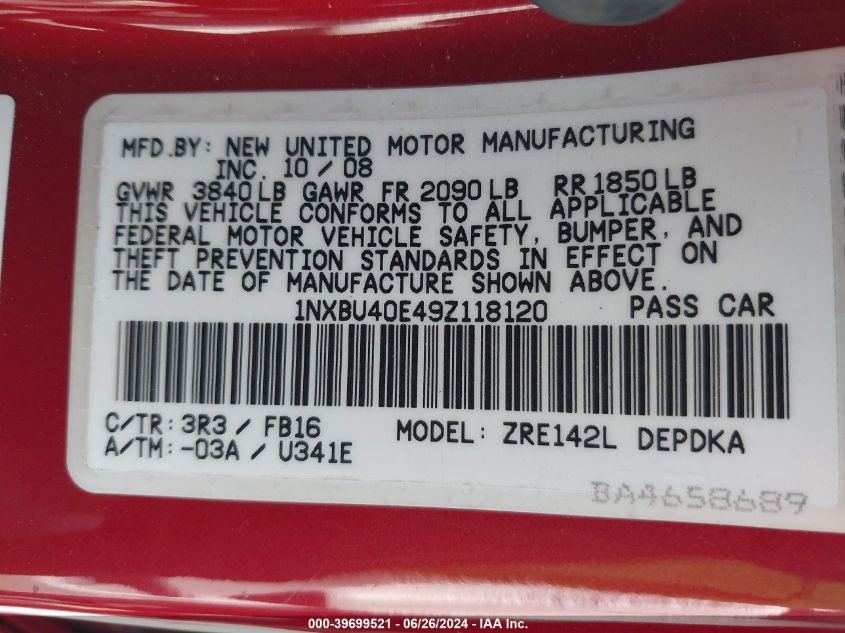 MFD.BY: NEW UNITED MOTOR MANUFACTURING
INC. 10 / 08
GVWR 3840 LB GAWR FR 2090 LB RR 1850 LB
THIS VEHICLE CONFORMS TO ALL APPLICABLE
FEDERAL MOTOR VEHICLE SAFETY, BUMPER, AND
THEFT PREVENTION STANDARDS IN EFFECT ON
THE DATE OF MANUFACTURE SHOWN ABOVE.
1NXBU40E49Z118120 PASS CAR
C/TR: 3R3 / FB16 MODEL: ZRE142L DEPDKA
A/TM: -03A / U341E
BA4658689
000-39699521 / 06/26/2024 - IAA Inc.